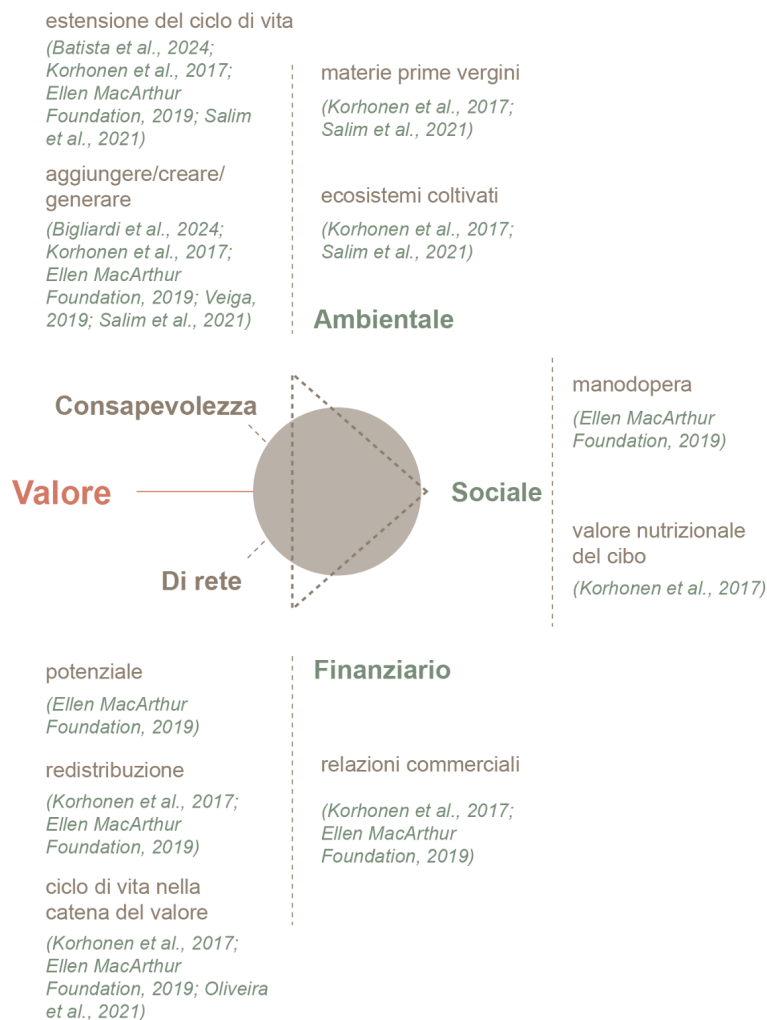 estensione del ciclo di vita
(Batista et al., 2024;
Korhonen et al., 2017;
Ellen MacArthur
Foundation, 2019; Salim
et al., 2021)
aggiungere/creare/
generare
(Bigliardi et al., 2024;
Korhonen et al., 2017;
Ellen MacArthur
Foundation, 2019; Veiga,
2019; Salim et al., 2021)
materie prime vergini
(Korhonen et al., 2017;
Salim et al., 2021)
ecosistemi coltivati
(Korhonen et al., 2017;
Salim et al., 2021)
Ambientale
Consapevolezza
Valore
Di rete
Sociale
manodopera
(Ellen MacArthur
Foundation, 2019)
valore nutrizionale
del cibo
(Korhonen et al., 2017)
Finanziario
potenziale
(Ellen MacArthur
Foundation, 2019)
redistribuzione
(Korhonen et al., 2017;
Ellen MacArthur
Foundation, 2019)
ciclo di vita nella
catena del valore
(Korhonen et al., 2017;
Ellen MacArthur
Foundation, 2019; Oliveira
et al., 2021)
relazioni commerciali
(Korhonen et al., 2017;
Ellen MacArthur
Foundation, 2019)